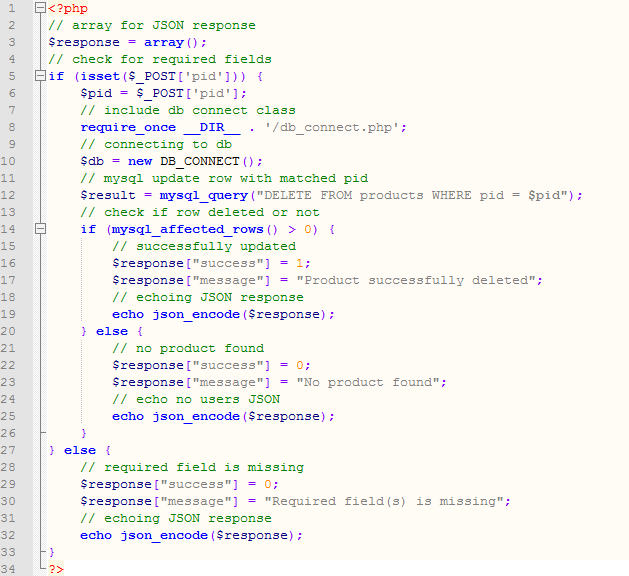 1 <?php
2 // array for JSON response
3 $response = array();
4 // check for required fields
5 if (isset($_POST['pid'])) {
6     $pid = $_POST['pid'];
7     // include db connect class
8     require_once __DIR__ . '/db_connect.php';
9     // connecting to db
10     $db = new DB_CONNECT();
11     // mysql update row with matched pid
12     $result = mysql_query("DELETE FROM products WHERE pid = $pid");
13     // check if row deleted or not
14     if (mysql_affected_rows() > 0) {
15         // successfully updated
16         $response["success"] = 1;
17         $response["message"] = "Product successfully deleted";
18         // echoing JSON response
19         echo json_encode($response);
20     } else {
21         // no product found
22         $response["success"] = 0;
23         $response["message"] = "No product found";
24         // echo no users JSON
25         echo json_encode($response);
26     }
27 } else {
28     // required field is missing
29     $response["success"] = 0;
30     $response["message"] = "Required field(s) is missing";
31     // echoing JSON response
32     echo json_encode($response);
33 }
34 ?>